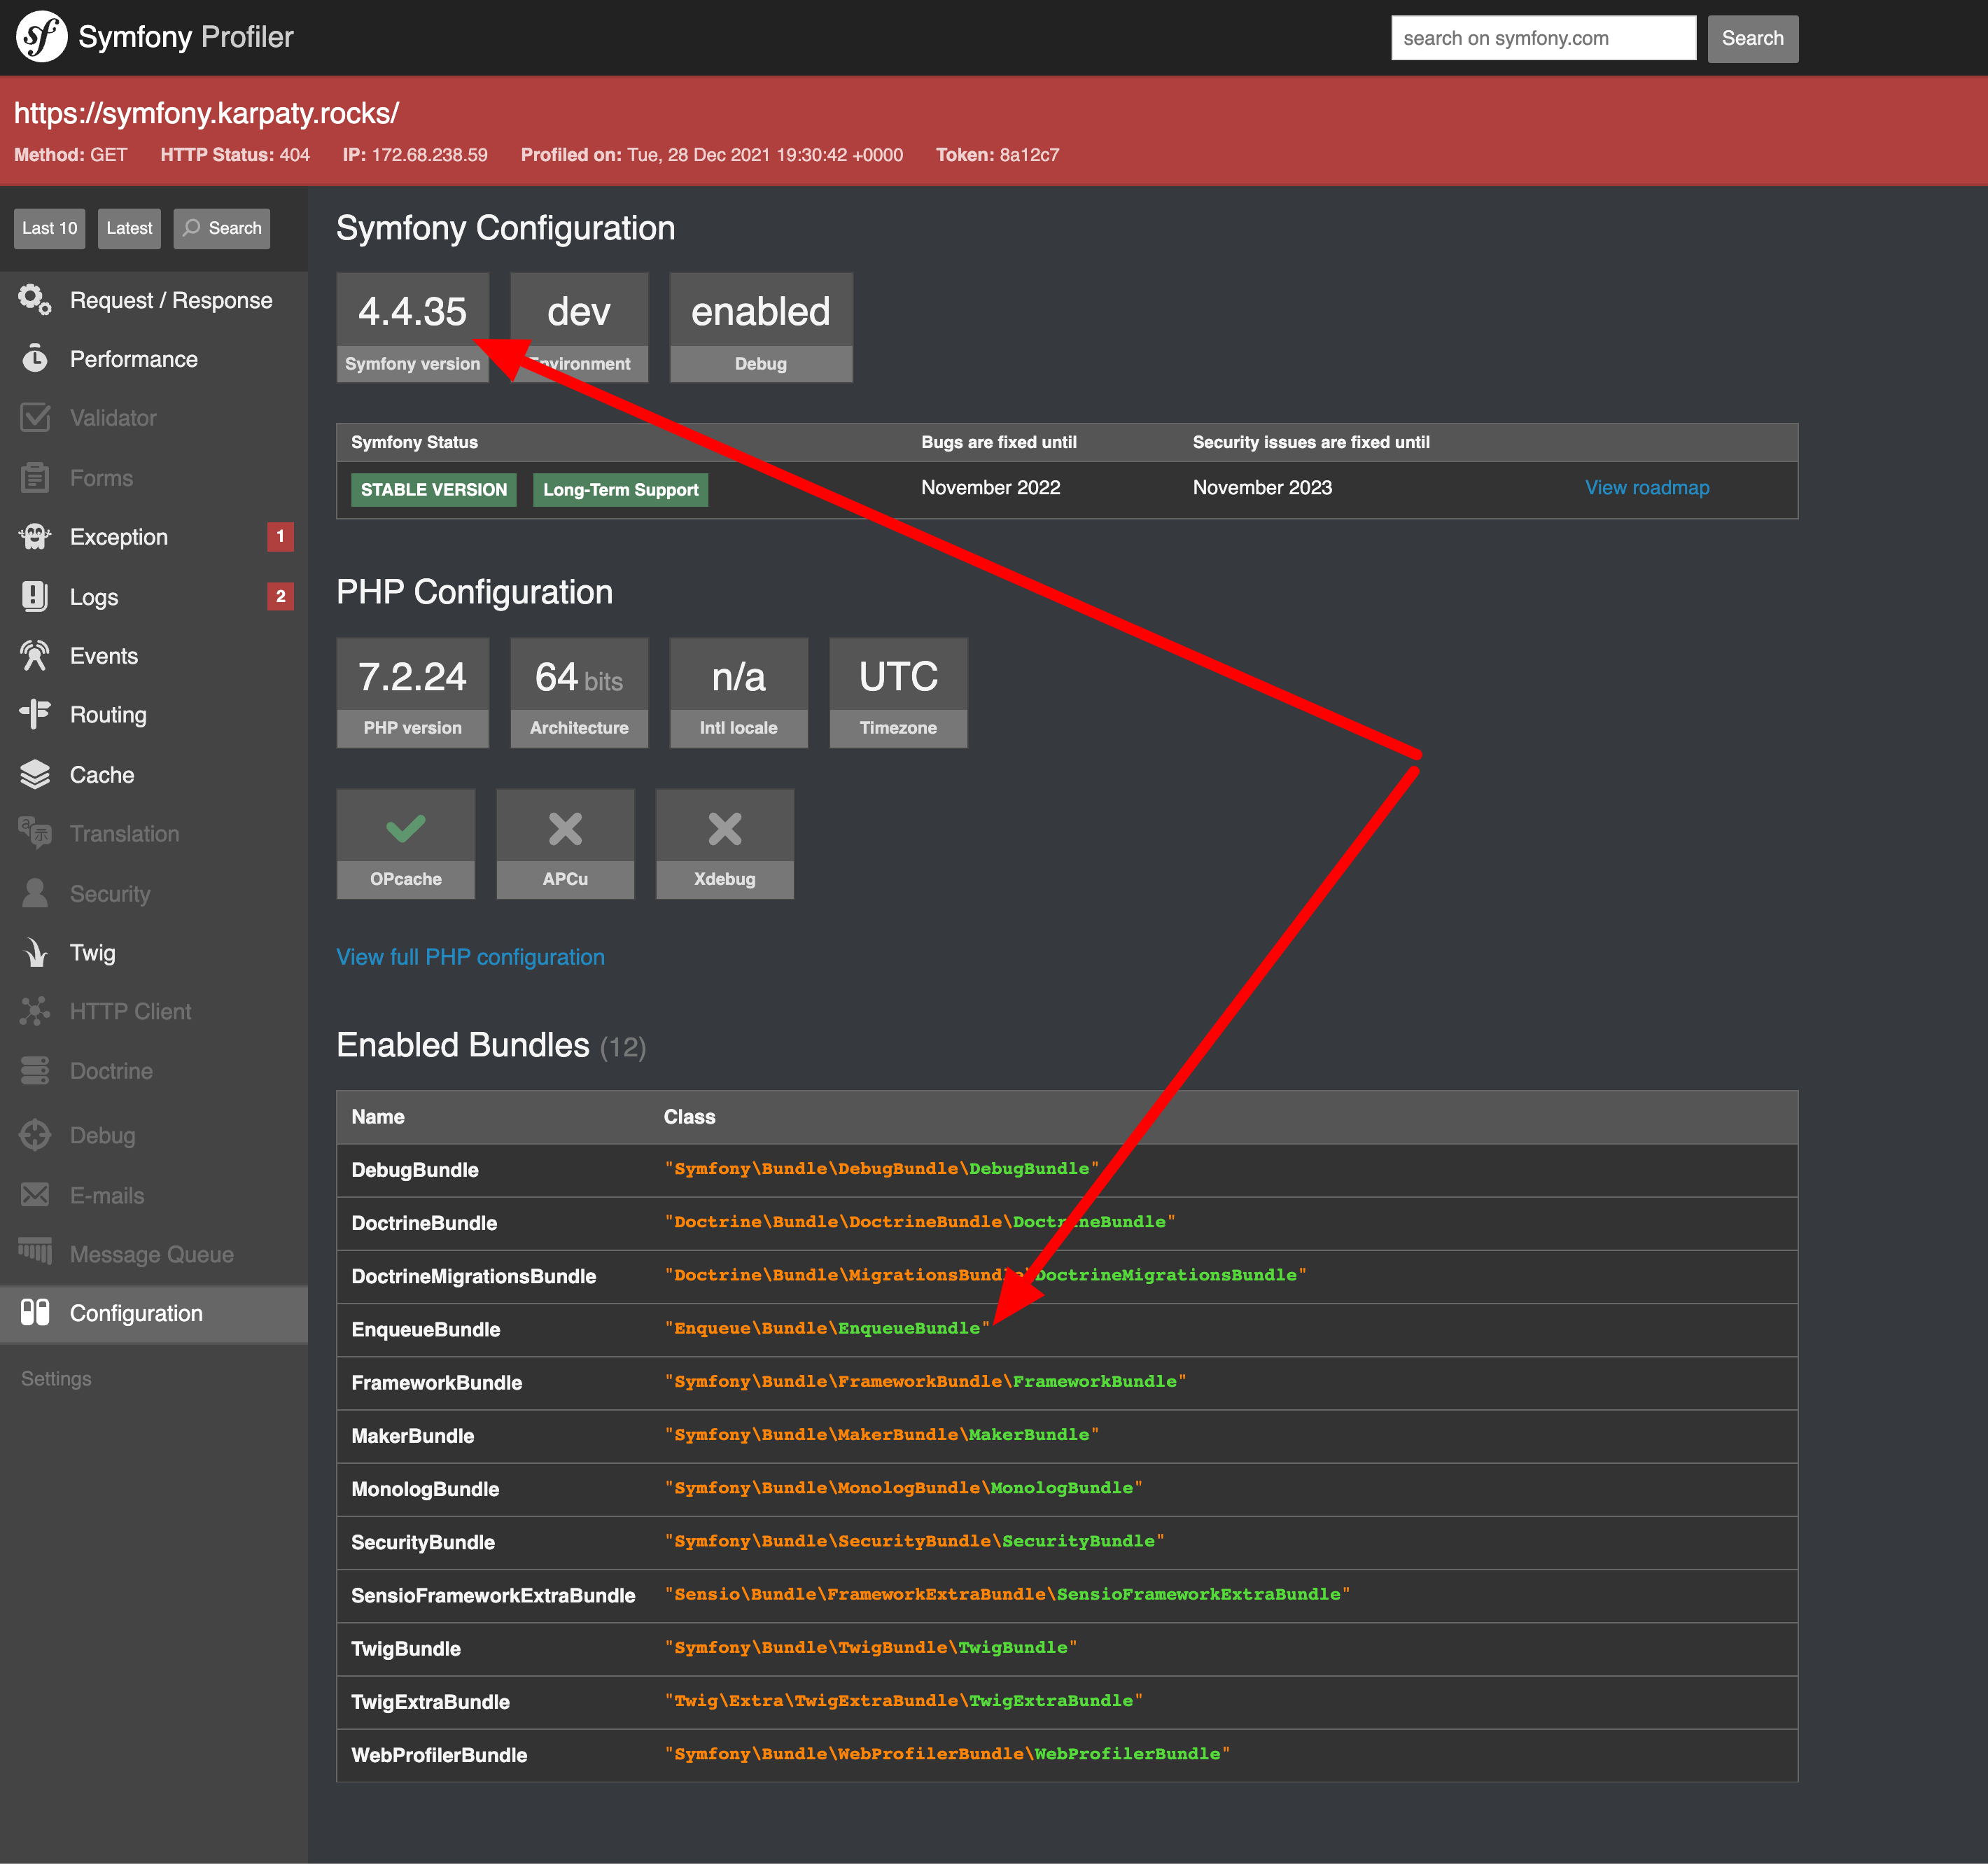 sf Symfony Profiler
search on symfony.com Search
https://symfony.karpaty.rocks/
Method: GET HTTP Status: 404 IP: 172.68.238.59 Profiled on: Tue, 28 Dec 2021 19:30:42 +0000 Token: 8a12c7
Last 10 Latest Search
Request / Response
Performance
Validator
Forms
Exception 1
Logs 2
Events
Routing
Cache
Translation
Security
Twig
HTTP Client
Doctrine
Debug
E-mails
Message Queue
Configuration
Settings
Symfony Configuration
4.4.35 dev enabled
Symfony version Environment Debug
Symfony Status Bugs are fixed until Security issues are fixed until
STABLE VERSION Long-Term Support November 2022 November 2023 View roadmap
PHP Configuration
7.2.24 64 bits n/a UTC
PHP version Architecture Intl locale Timezone
OPcache APCu Xdebug
View full PHP configuration
Enabled Bundles (12)
Name Class
DebugBundle "Symfony\Bundle\DebugBundle\DebugBundle"
DoctrineBundle "Doctrine\Bundle\DoctrineBundle\DoctrineBundle"
DoctrineMigrationsBundle "Doctrine\Bundle\MigrationsBundle\DoctrineMigrationsBundle"
EnqueueBundle "Enqueue\Bundle\EnqueueBundle"
FrameworkBundle "Symfony\Bundle\FrameworkBundle\FrameworkBundle"
MakerBundle "Symfony\Bundle\MakerBundle\MakerBundle"
MonologBundle "Symfony\Bundle\MonologBundle\MonologBundle"
SecurityBundle "Symfony\Bundle\SecurityBundle\SecurityBundle"
SensioFrameworkExtraBundle "Sensio\Bundle\FrameworkExtraBundle\SensioFrameworkExtraBundle"
TwigBundle "Symfony\Bundle\TwigBundle\TwigBundle"
TwigExtraBundle "Twig\Extra\TwigExtraBundle\TwigExtraBundle"
WebProfilerBundle "Symfony\Bundle\WebProfilerBundle\WebProfilerBundle"